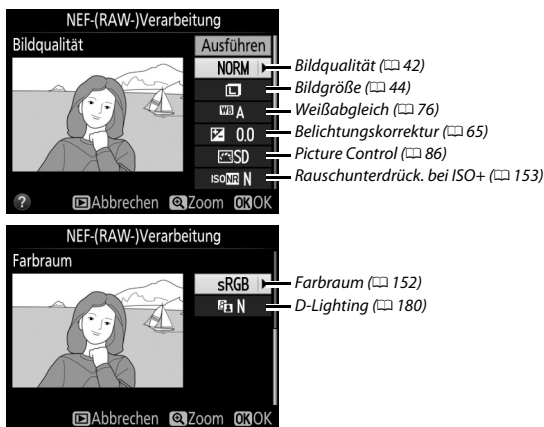 NEF-(RAW-)Verarbeitung
Bildqualität
Ausführen
NORM
L
WB A
0.0
SD
ISO NR N
? Abbrechen Zoom OK OK
Bildqualität (42)
Bildgröße (44)
Weißabgleich (76)
Belichtungskorrektur (65)
Picture Control (86)
Rauschunterdrück. bei ISO+ (153)
NEF-(RAW-)Verarbeitung
Farbraum
sRGB
N
Abbrechen Zoom OK OK
Farbraum (152)
D-Lighting (180)